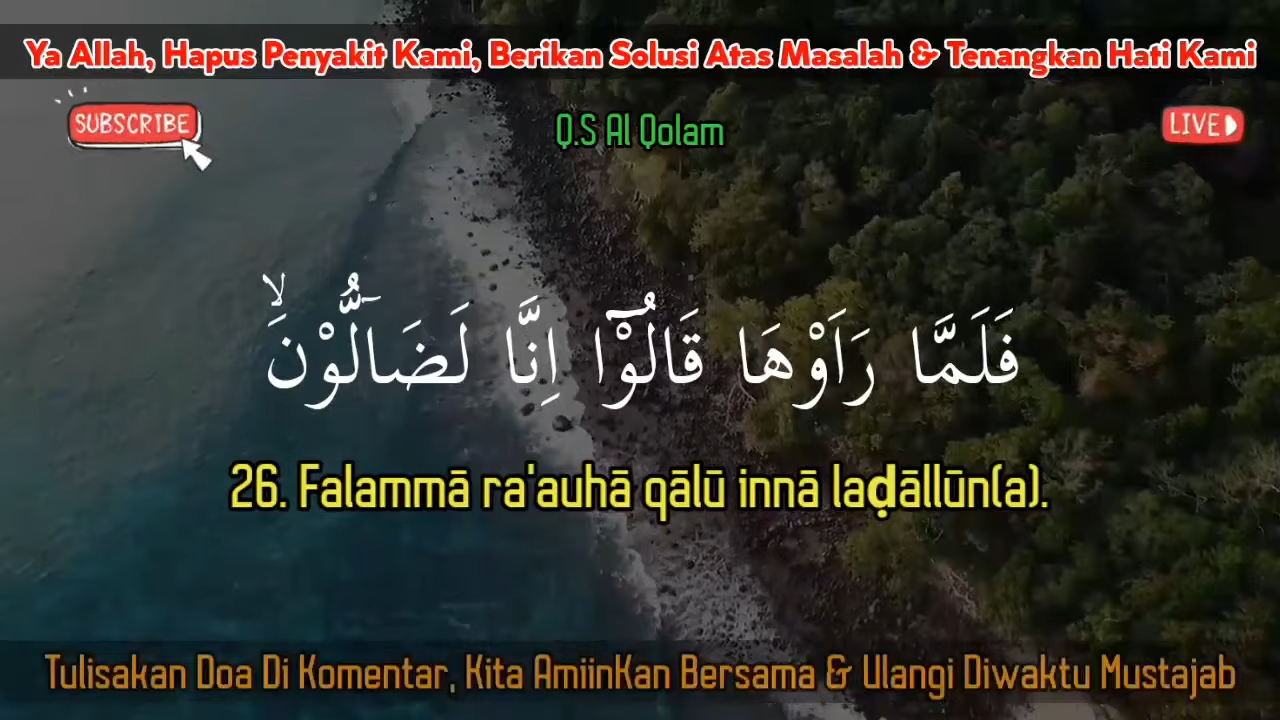 Ya Allah, Hapus Penyakit Kami, Berikan Solusi Atas Masalah & Tenangkan Hati Kami
SUBSCRIBE
Q.S Al Qolam
LIVE
فَلَمَّا رَاَوْهَا قَالُوْٓا اِنَّا لَضَاۤلُّوْنَۙ
26. Falammā ra'auhā qālū innā laḍāllūn(a).
Tulisakan Doa Di Komentar, Kita AmiinKan Bersama & Ulangi Diwaktu Mustajab